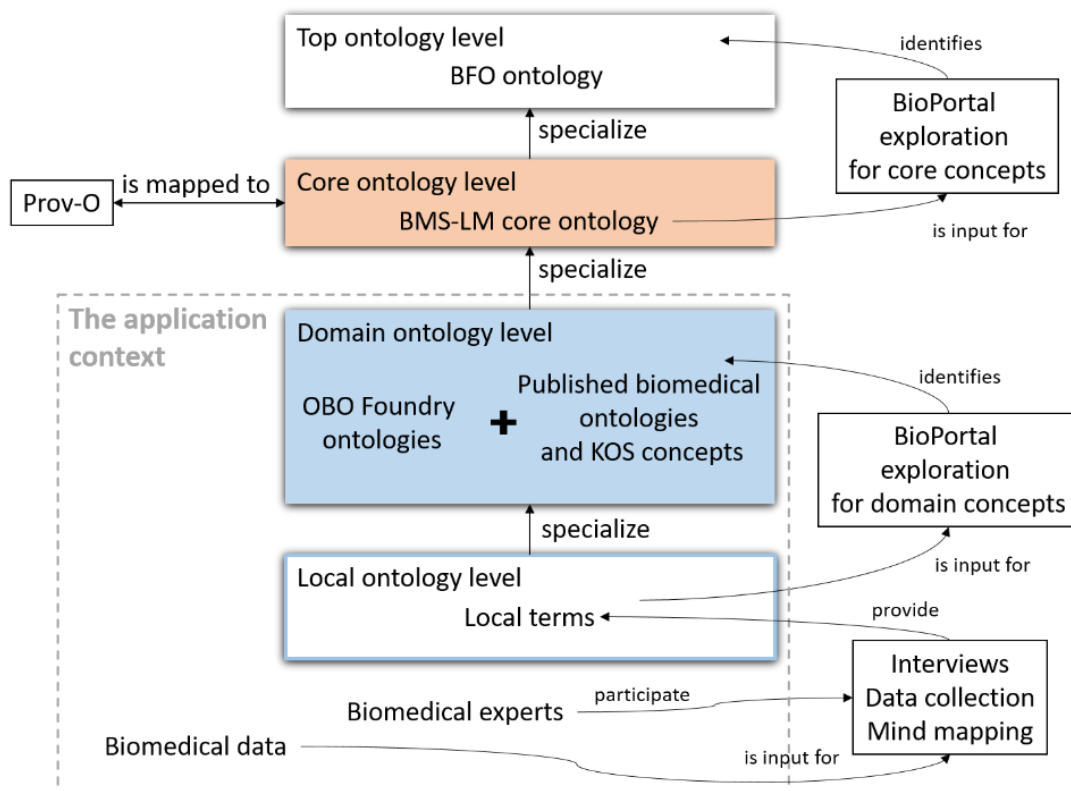 Top ontology level
BFO ontology
identifies
BioPortal
exploration
for core concepts
specialize
Prov-O
is mapped to
Core ontology level
BMS-LM core ontology
is input for
specialize
The application
context
Domain ontology level
OBO Foundry
ontologies
+
Published biomedical
ontologies
and KOS concepts
identifies
BioPortal
exploration
for domain concepts
specialize
is input for
Local ontology level
Local terms
provide
Interviews
Data collection
Mind mapping
Biomedical experts
participate
Biomedical data
is input for